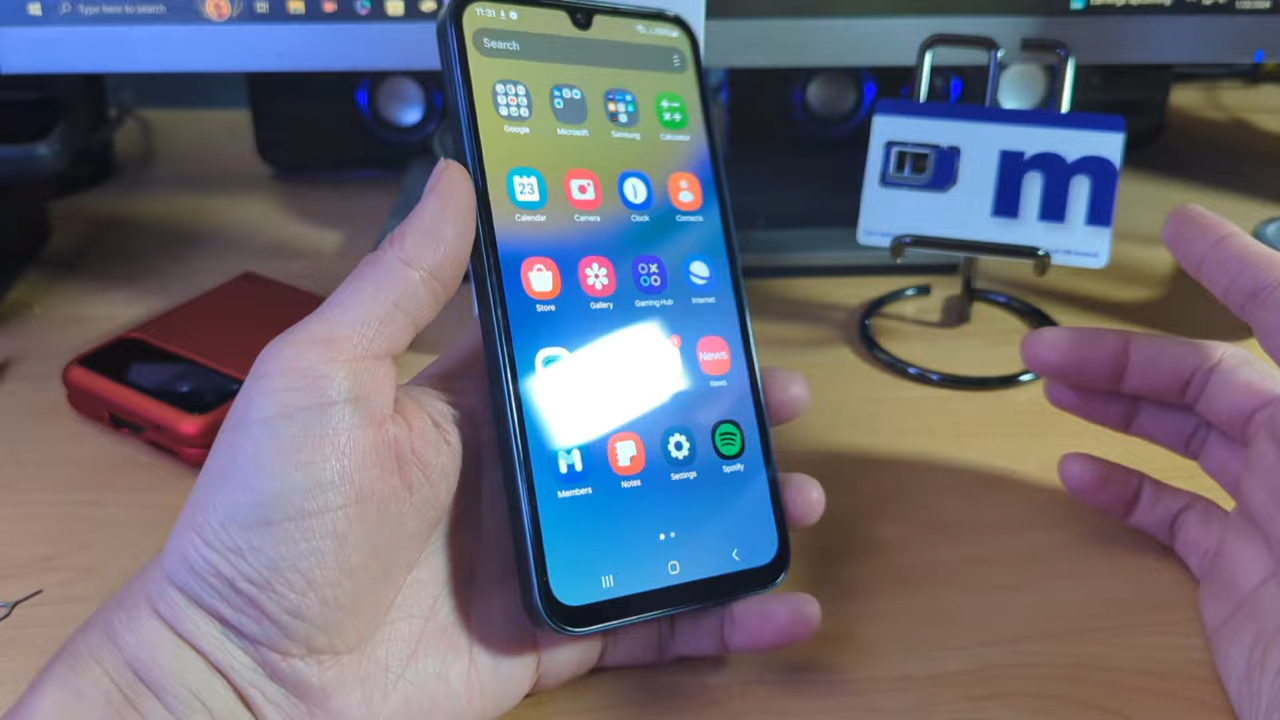 Type here to search
11:31
Search
Google
Microsoft
Samsung
Calculator
23
Calendar
Camera
Clock
Contacts
Store
Gallery
Gaming Hub
Internet
1
News
News
Members
Notes
Settings
Spotify
m